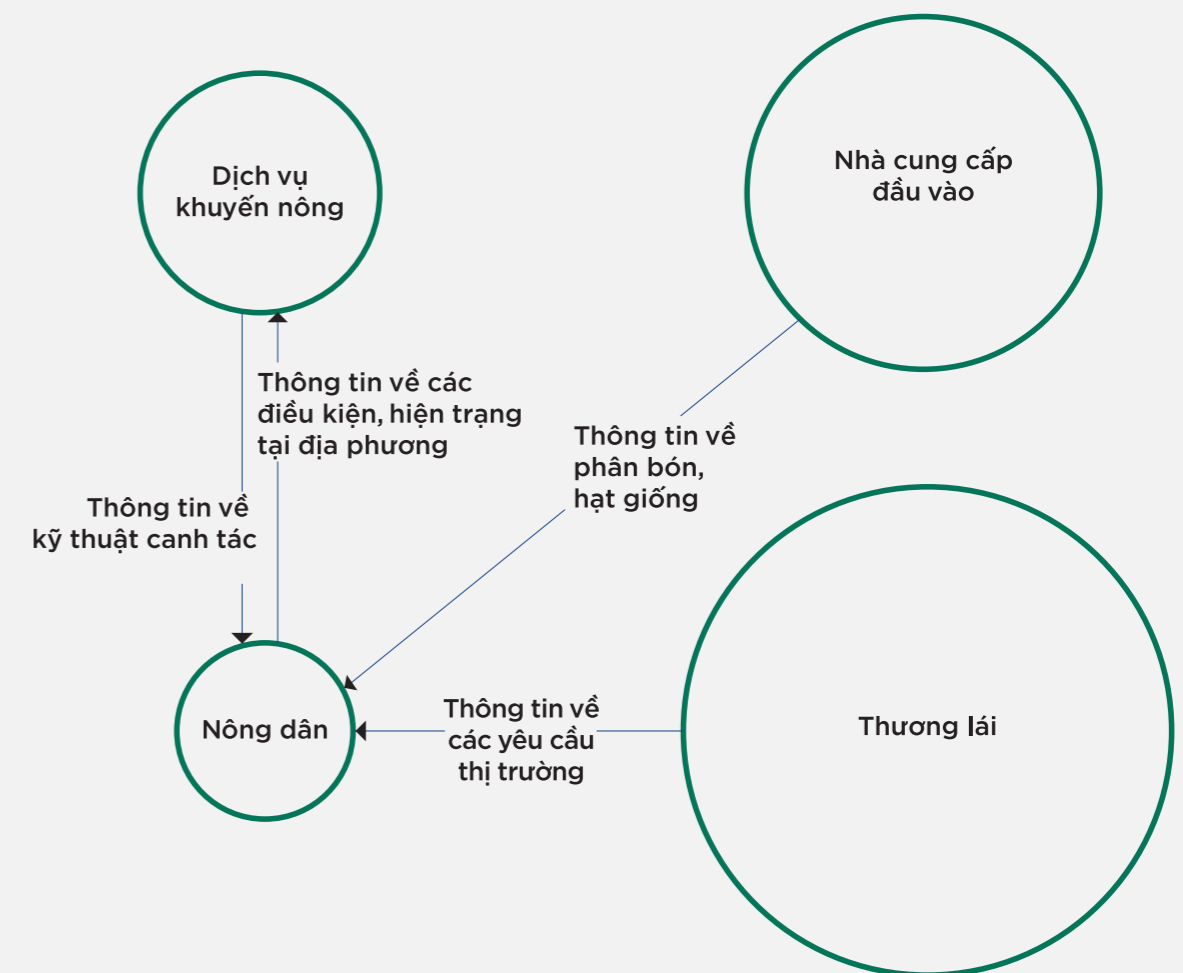 Dịch vụ
khuyến nông
Nhà cung cấp
đầu vào
Thông tin về các
điều kiện, hiện trạng
tại địa phương
Thông tin về
phân bón,
hạt giống
Thông tin về
kỹ thuật canh tác
Nông dân
Thông tin về
các yêu cầu
thị trường
Thương lái